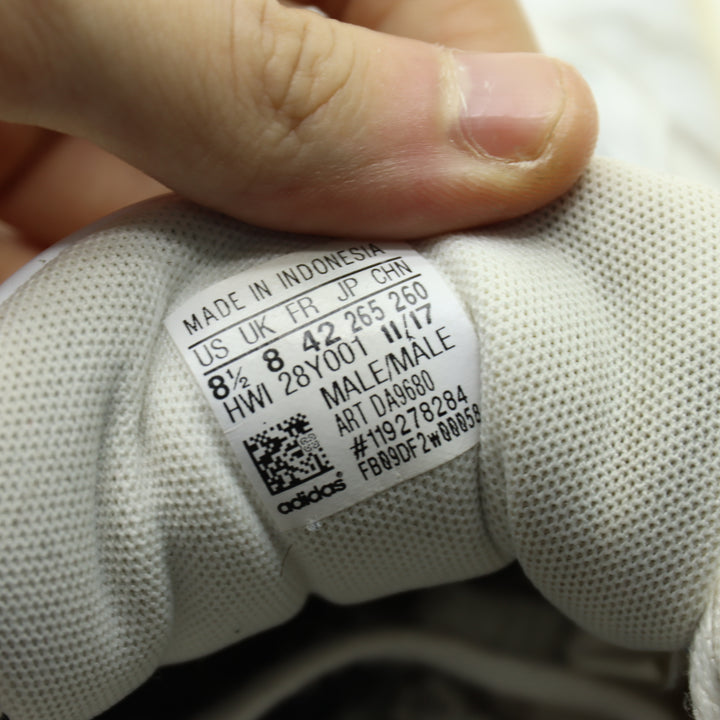 MADE IN INDONESIA
US UK FR JP CHN
8½ 8 42 265 260
HWI 28Y001 11/17
MALE/MÂLE
ART DA9680
#119278284
FB09DF2W00058
adidas®